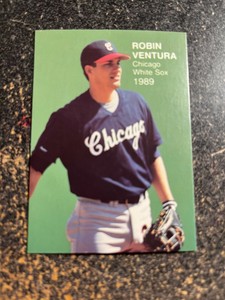 ROBIN
VENTURA
Chicago
White Sox
1989
Chicago